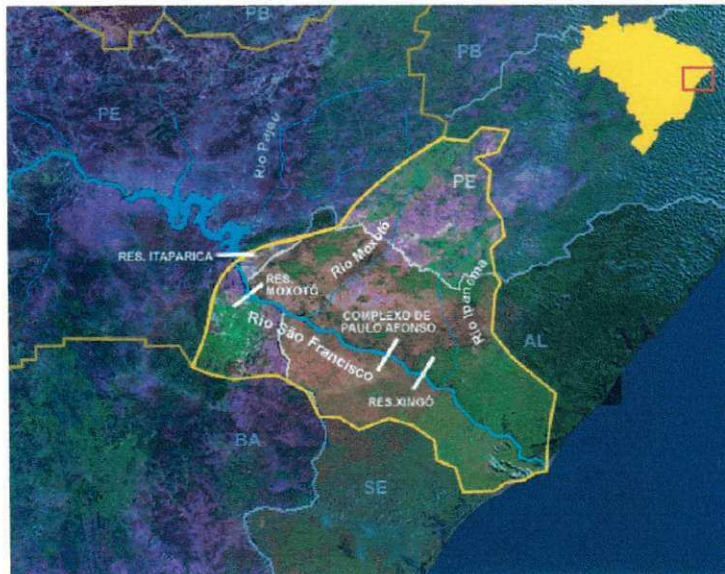 PB
PE
PB
Rio Pajeú
PE
RES. ITAPARICA
Rio Moxotó
RES.
MOXOTÓ
Rio Ipanema
COMPLEXO DE
PAULO AFONSO
Rio São Francisco
AL
RES.XINGÓ
BA
SE